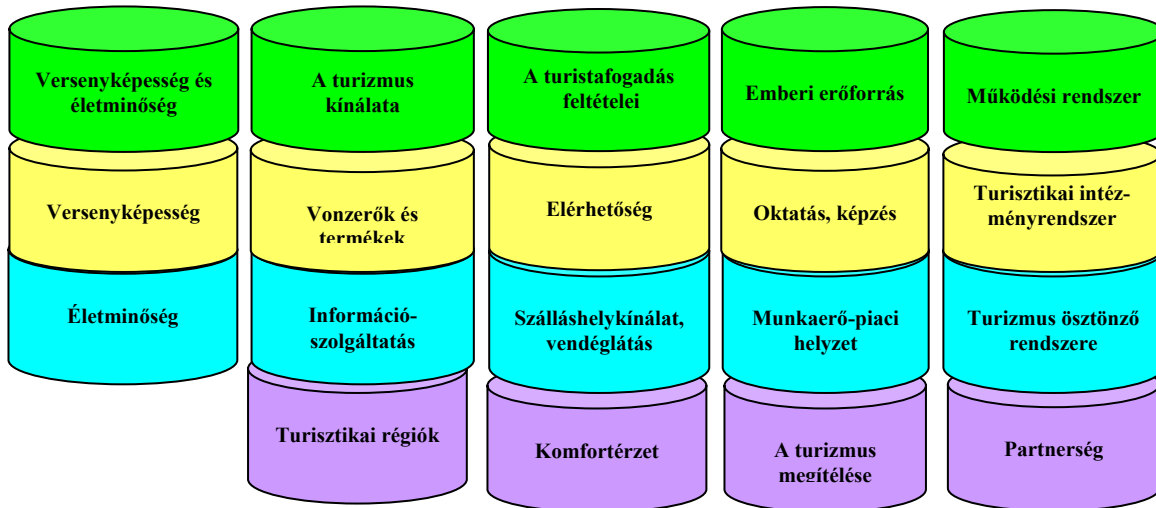 Versenyképesség és
életminőség
A turizmus
kínálata
A turistafogadás
feltételei
Emberi erőforrás
Működési rendszer
Versenyképesség
Vonzerők és
termékek
Elérhetőség
Oktatás, képzés
Turisztikai intéz-
ményrendszer
Életminőség
Információ-
szolgáltatás
Szálláshelykínálat,
vendéglátás
Munkaerő-piaci
helyzet
Turizmus ösztönző
rendszere
Turisztikai régiók
Komfortérzet
A turizmus
megítélése
Partnerség